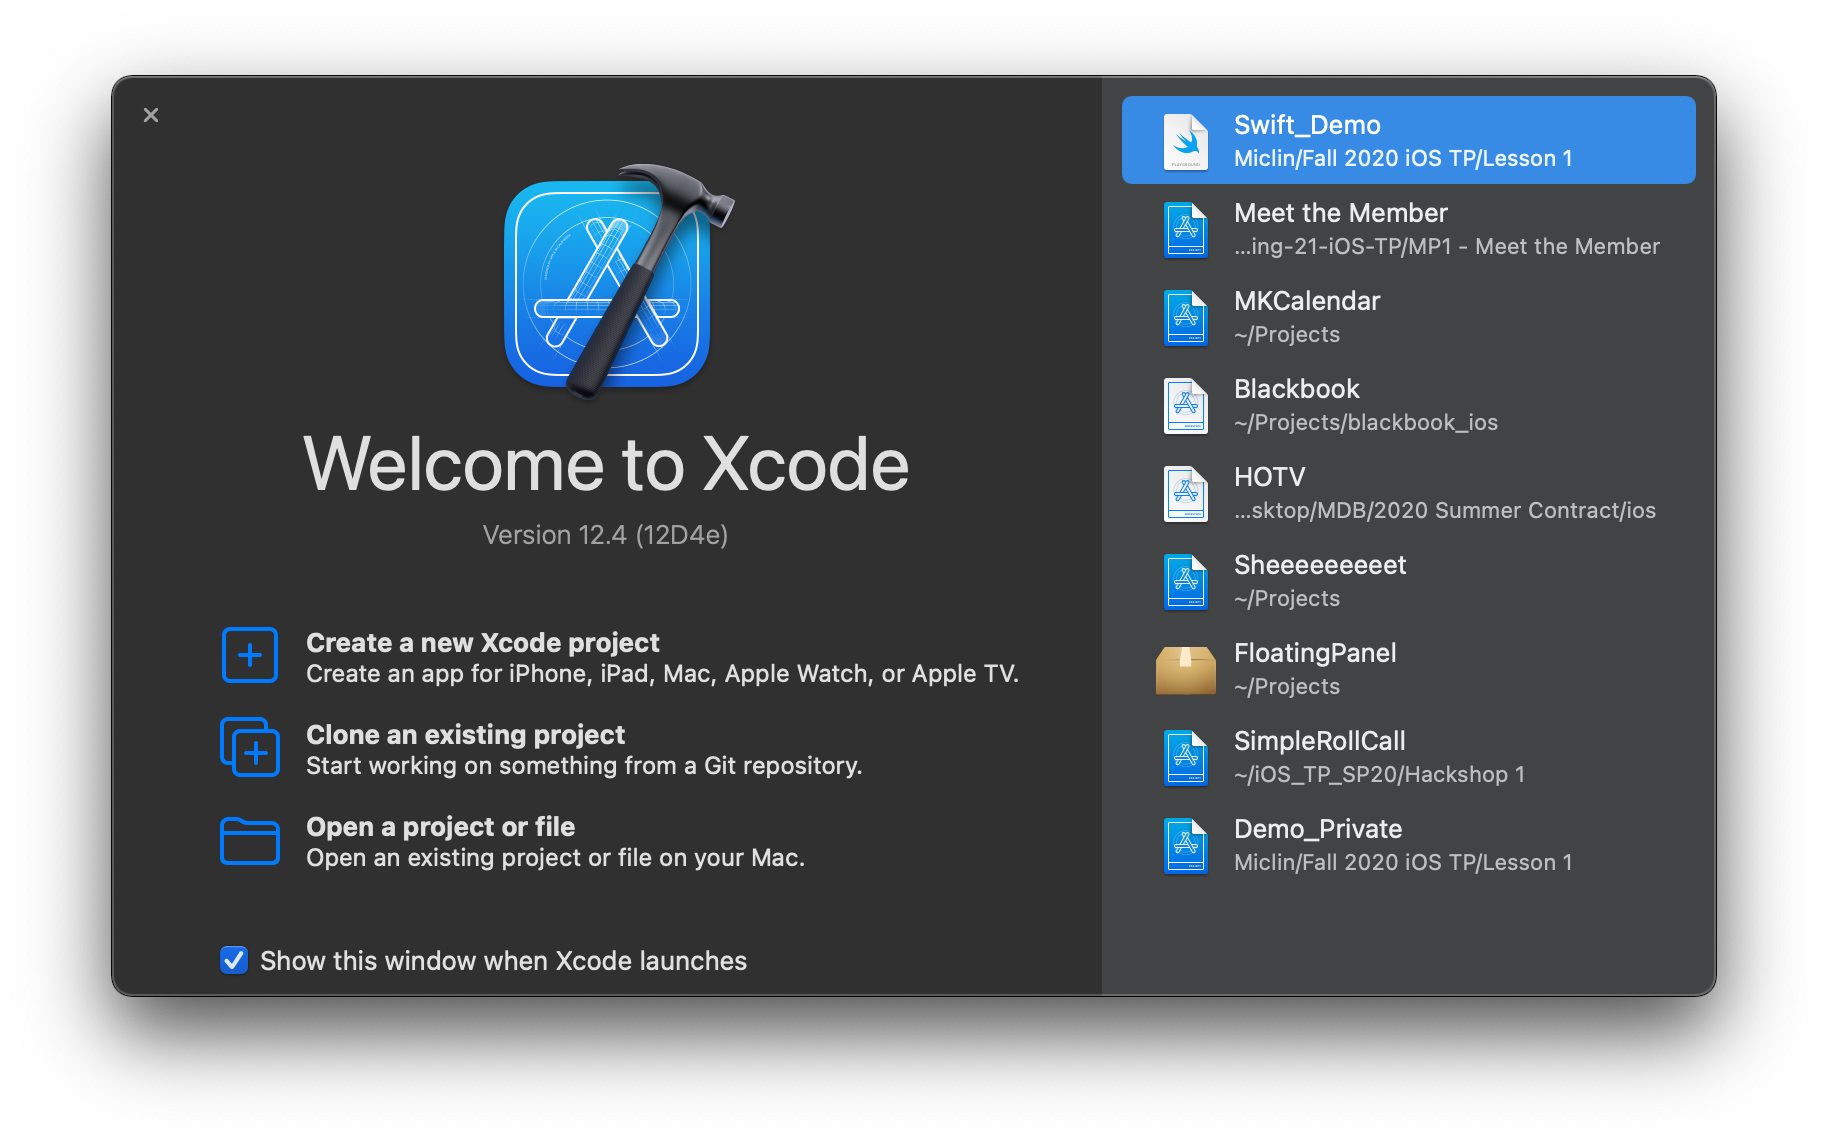 Welcome to Xcode
Version 12.4 (12D4e)
Create a new Xcode project
Create an app for iPhone, iPad, Mac, Apple Watch, or Apple TV.
Clone an existing project
Start working on something from a Git repository.
Open a project or file
Open an existing project or file on your Mac.
Show this window when Xcode launches
Swift_Demo
Miclin/Fall 2020 iOS TP/Lesson 1
Meet the Member
...ing-21-iOS-TP/MP1 - Meet the Member
MKCalendar
~/Projects
Blackbook
~/Projects/blackbook_ios
HOTV
...sktop/MDB/2020 Summer Contract/ios
Sheeeeeeeeet
~/Projects
FloatingPanel
~/Projects
SimpleRollCall
~/iOS_TP_SP20/Hackshop 1
Demo_Private
Miclin/Fall 2020 iOS TP/Lesson 1